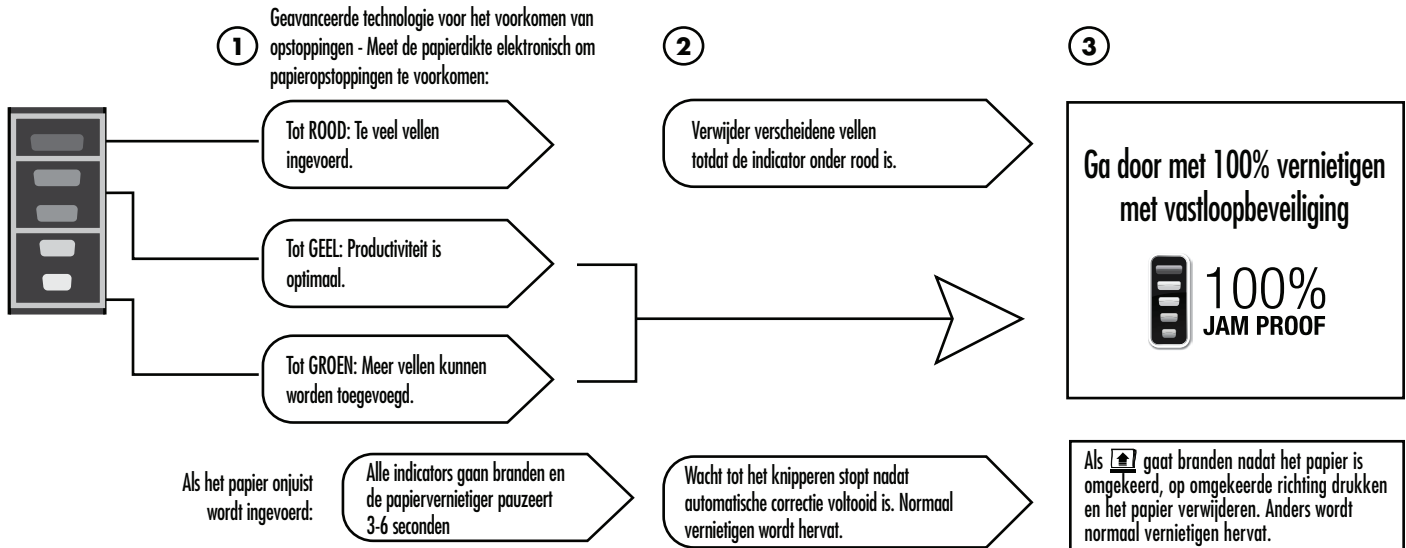 1
Geavanceerde technologie voor het voorkomen van
opstoppingen - Meet de papierdikte elektronisch om
papieropstoppingen te voorkomen:
Tot ROOD: Te veel vellen
ingevoerd.
Tot GEEL: Productiviteit is
optimaal.
Tot GROEN: Meer vellen kunnen
worden toegevoegd.
2
Verwijder verscheidene vellen
totdat de indicator onder rood is.
3
Ga door met 100% vernietigen
met vastloopbeveiliging
100%
JAM PROOF
Als het papier onjuist
wordt ingevoerd:
Alle indicators gaan branden en
de papiervernietiger pauzeert
3-6 seconden
Wacht tot het knipperen stopt nadat
automatische correctie voltooid is. Normaal
vernietigen wordt hervat.
Als gaat branden nadat het papier is
omgekeerd, op omgekeerde richting drukken
en het papier verwijderen. Anders wordt
normaal vernietigen hervat.